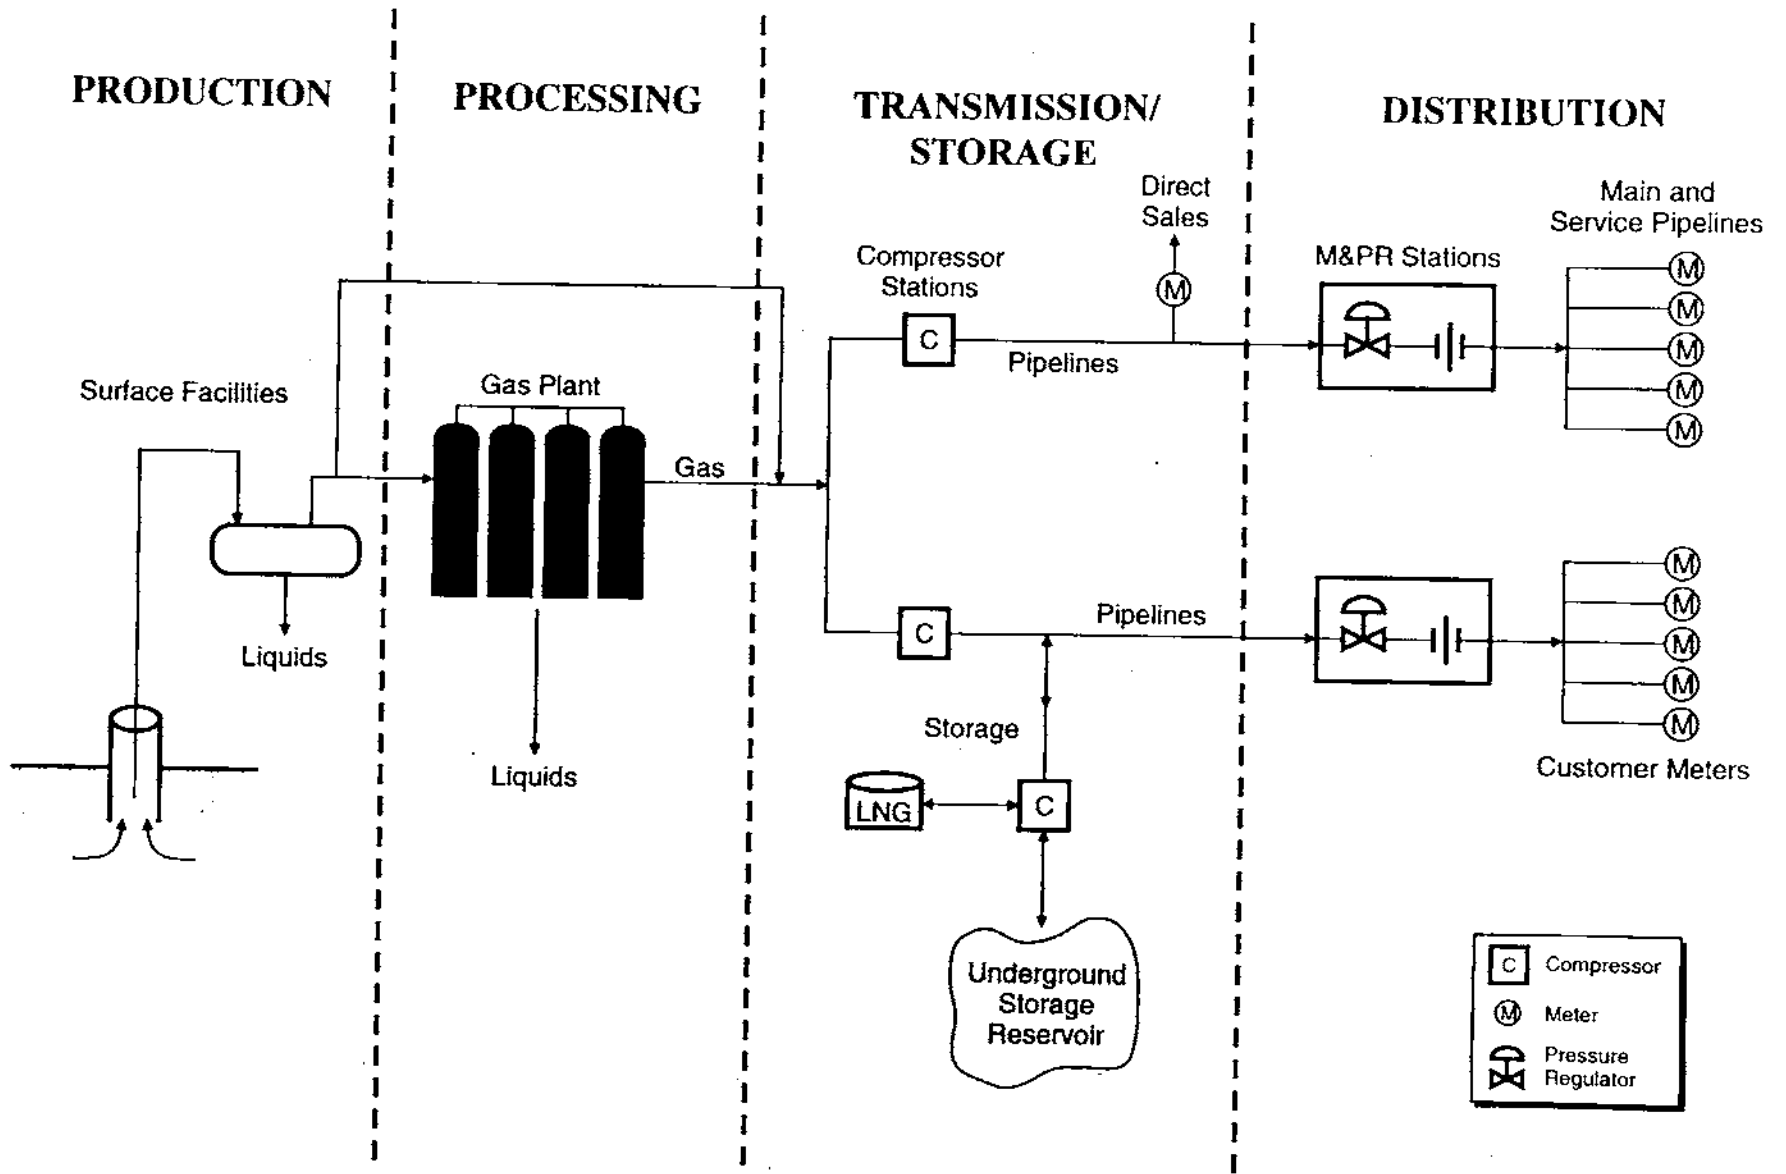 PRODUCTION
PROCESSING
TRANSMISSION/
STORAGE
DISTRIBUTION
Direct
Sales
Main and
Service Pipelines
Compressor
Stations
M&PR Stations
M
M
M
M
M
M
C
Pipelines
Surface Facilities
Gas Plant
Gas
Liquids
Liquids
C
Pipelines
M
M
M
M
M
Customer Meters
Storage
LNG
C
Underground
Storage
Reservoir
C Compressor
M Meter
Pressure
Regulator